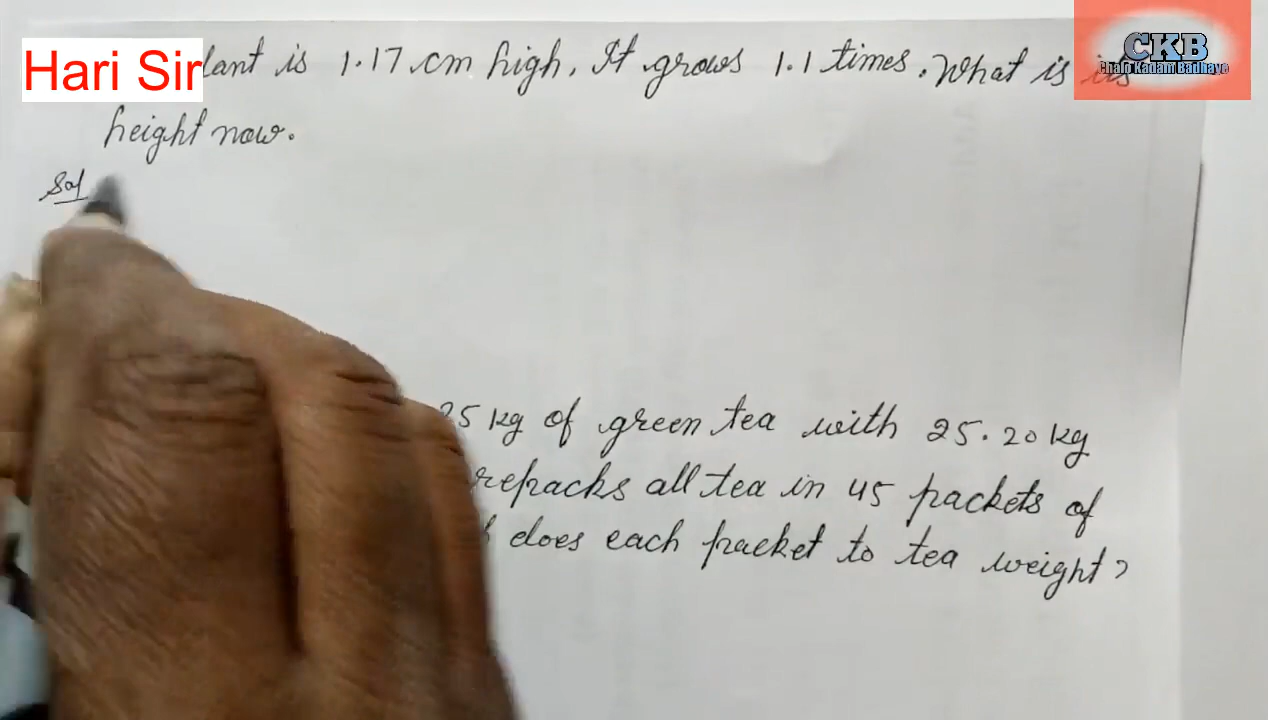 Hari Sir
CKB
Chalo Kadam Badhaye
is 1.17 cm high. It grows 1.1 times. What is its
height now.
Sol
kg of green tea with 25.20 kg
repacks all tea in 45 packets of
does each packet to tea weight?